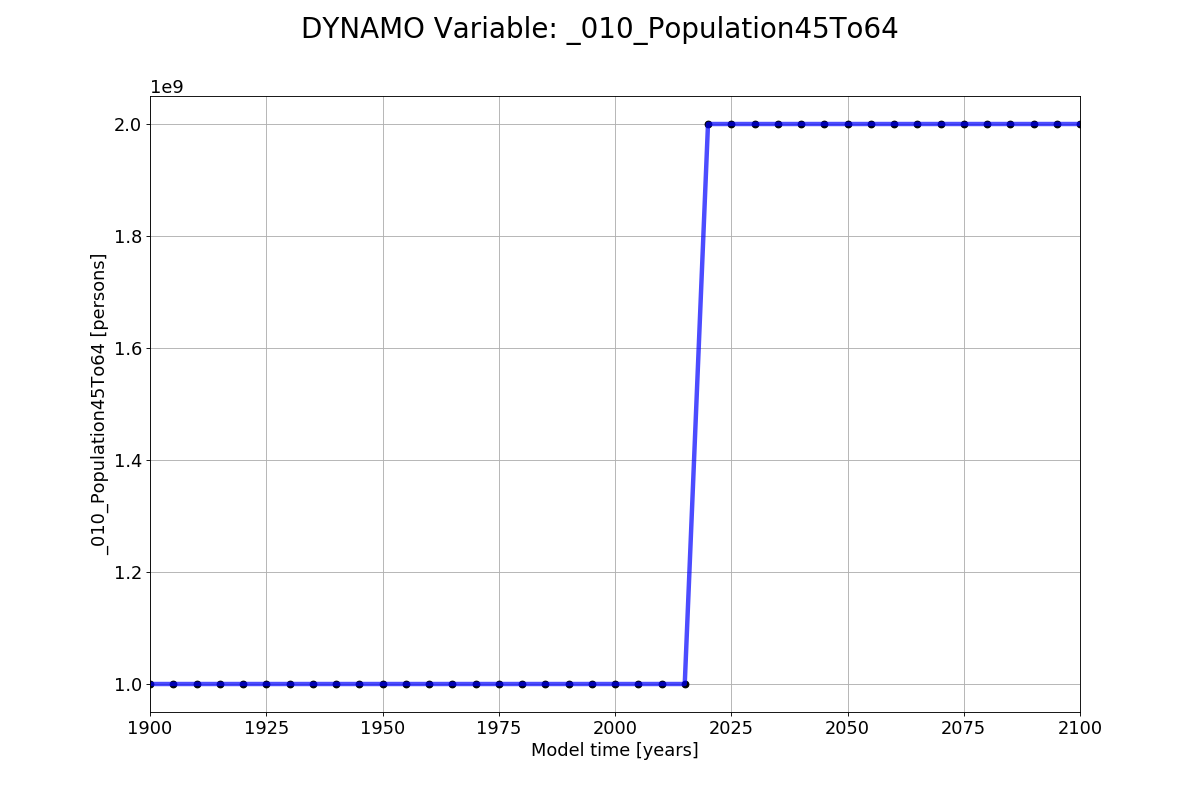 DYNAMO Variable: _010_Population45To64
1e9
2.0
1.8
1.6
1.4
1.2
1.0
_010_Population45To64 [persons]
1900 1925 1950 1975 2000 2025 2050 2075 2100
Model time [years]